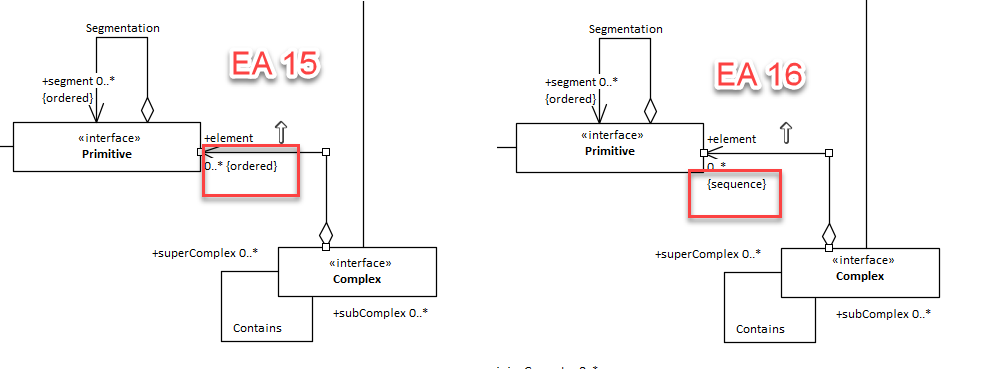 Segmentation
EA 15
+segment 0..*
{ordered}
«interface»
Primitive
+element
0..* {ordered}
+superComplex 0..*
«interface»
Complex
+subComplex 0..*
Contains
Segmentation
EA 16
+segment 0..*
{ordered}
«interface»
Primitive
+element
0..*
{sequence}
+superComplex 0..*
«interface»
Complex
+subComplex 0..*
Contains